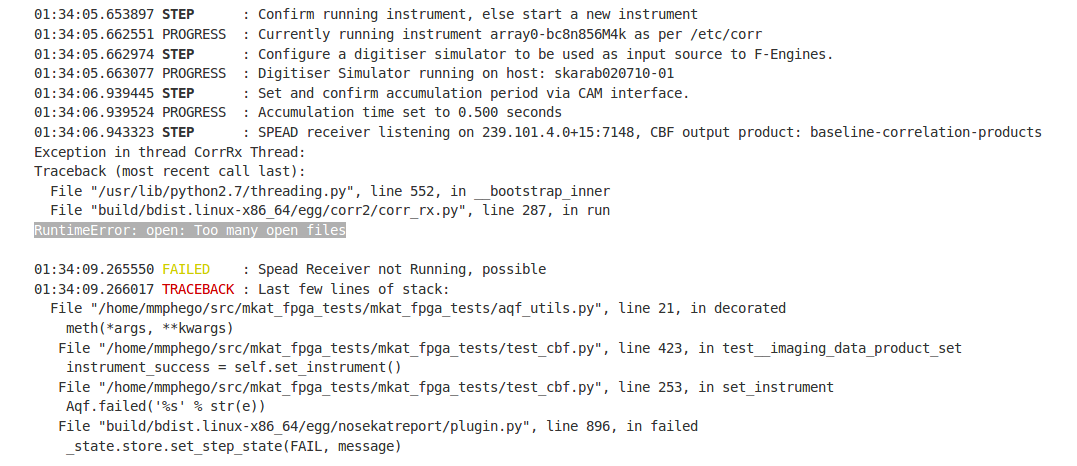 01:34:05.653897 STEP      : Confirm running instrument, else start a new instrument
01:34:05.662551 PROGRESS  : Currently running instrument array0-bc8n856M4k as per /etc/corr
01:34:05.662974 STEP      : Configure a digitiser simulator to be used as input source to F-Engines.
01:34:05.663077 PROGRESS  : Digitiser Simulator running on host: skarab020710-01
01:34:06.939445 STEP      : Set and confirm accumulation period via CAM interface.
01:34:06.939524 PROGRESS  : Accumulation time set to 0.500 seconds
01:34:06.943323 STEP      : SPEAD receiver listening on 239.101.4.0+15:7148, CBF output product: baseline-correlation-products
Exception in thread CorrRx Thread:
Traceback (most recent call last):
  File "/usr/lib/python2.7/threading.py", line 552, in __bootstrap_inner
  File "build/bdist.linux-x86_64/egg/corr2/corr_rx.py", line 287, in run
RuntimeError: open: Too many open files

01:34:09.265550 FAILED    : Spead Receiver not Running, possible
01:34:09.266017 TRACEBACK : Last few lines of stack:
  File "/home/mmphego/src/mkat_fpga_tests/mkat_fpga_tests/aqf_utils.py", line 21, in decorated
    meth(*args, **kwargs)
   File "/home/mmphego/src/mkat_fpga_tests/mkat_fpga_tests/test_cbf.py", line 423, in test__imaging_data_product_set
    instrument_success = self.set_instrument()
   File "/home/mmphego/src/mkat_fpga_tests/mkat_fpga_tests/test_cbf.py", line 253, in set_instrument
    Aqf.failed('%s' % str(e))
   File "build/bdist.linux-x86_64/egg/nosekatreport/plugin.py", line 896, in failed
    _state.store.set_step_state(FAIL, message)